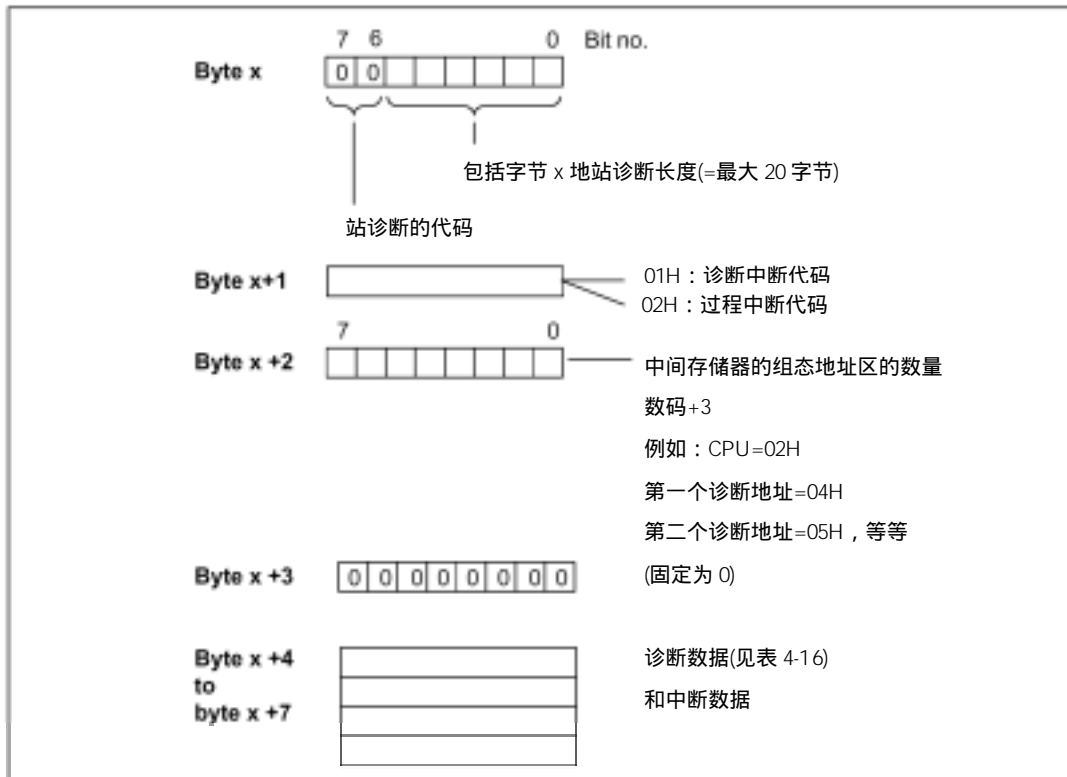 7 6 0 Bit no.
Byte x 0 0
包括字节 x 地站诊断长度(=最大 20 字节)
站诊断的代码
Byte x+1
01H：诊断中断代码
02H：过程中断代码
7 0
Byte x +2
中间存储器的组态地址区的数量
数码+3
例如：CPU=02H
第一个诊断地址=04H
第二个诊断地址=05H，等等
Byte x +3 0 0 0 0 0 0 0 0 (固定为 0)
Byte x +4
to
byte x +7
诊断数据(见表 4-16)
和中断数据